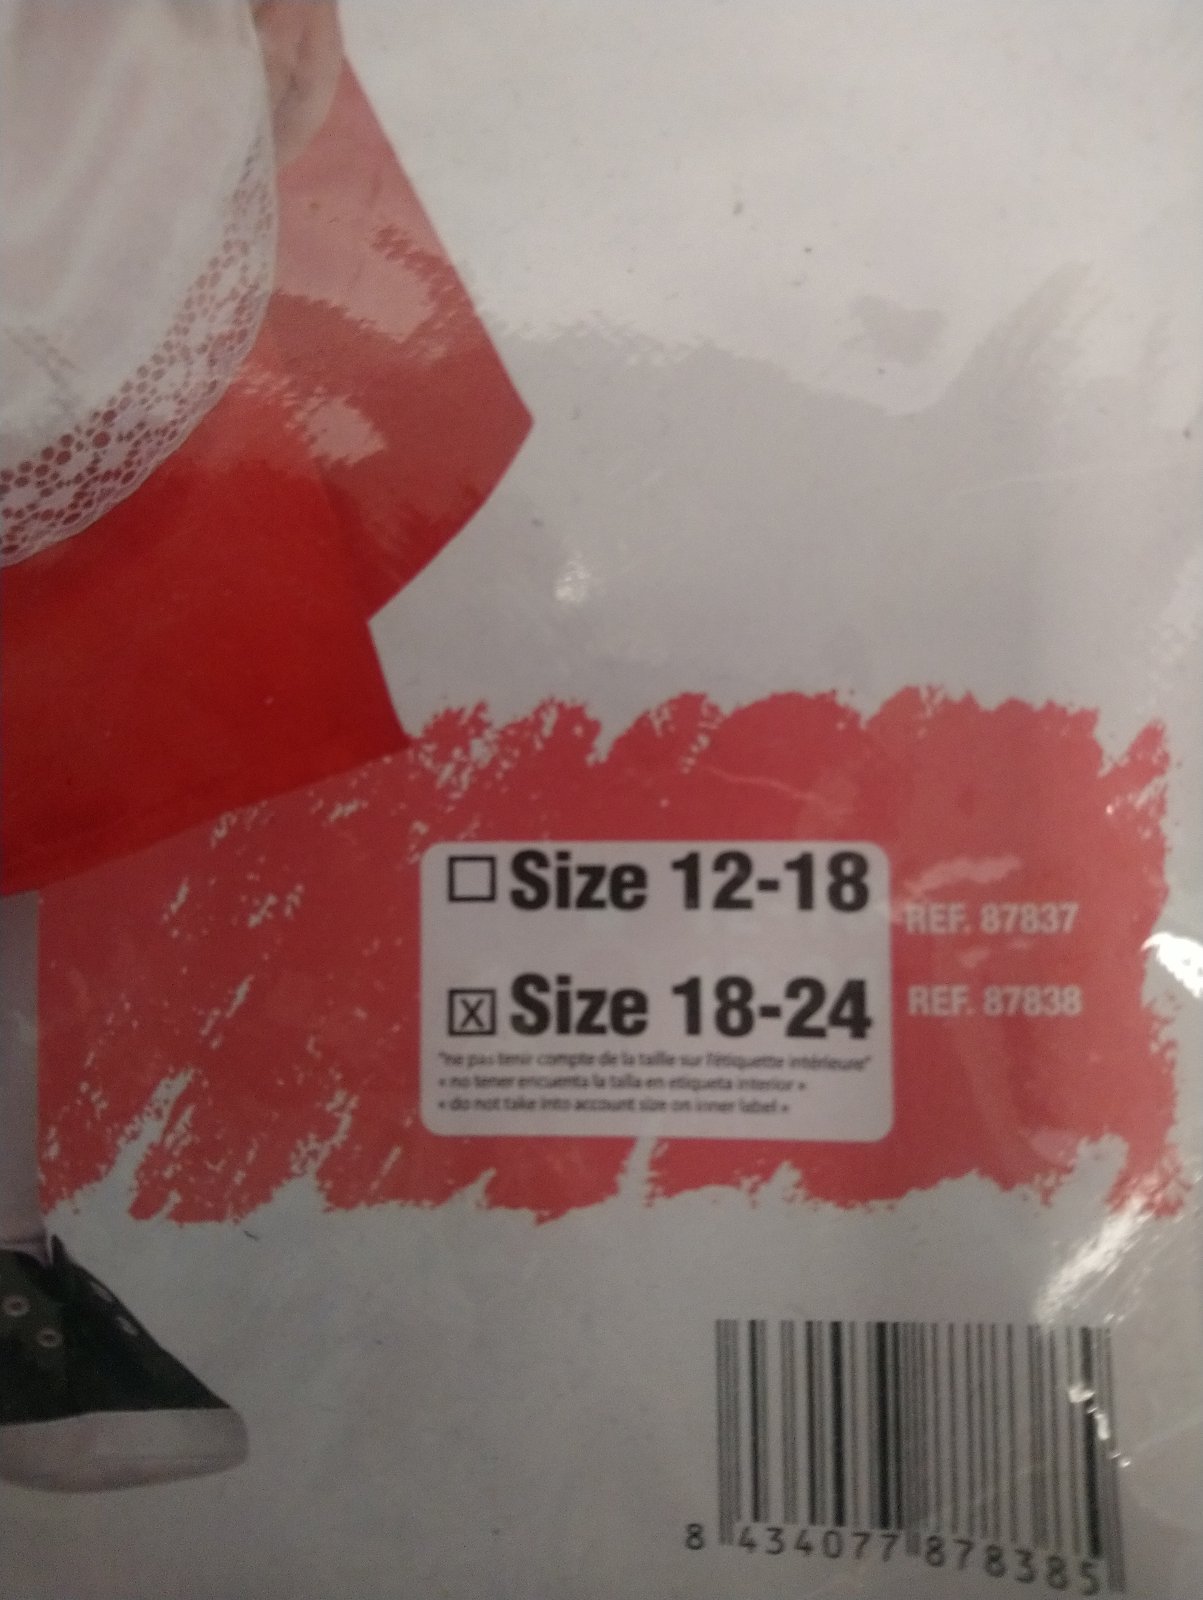 Size 12-18
REF. 87837
X Size 18-24
REF. 87838
"ne pas tenir compte de la taille sur l'étiquette intérieure"
« no tener encuenta la talla en etiqueta interior »
« do not take into account size on inner label »
8 434077 878385